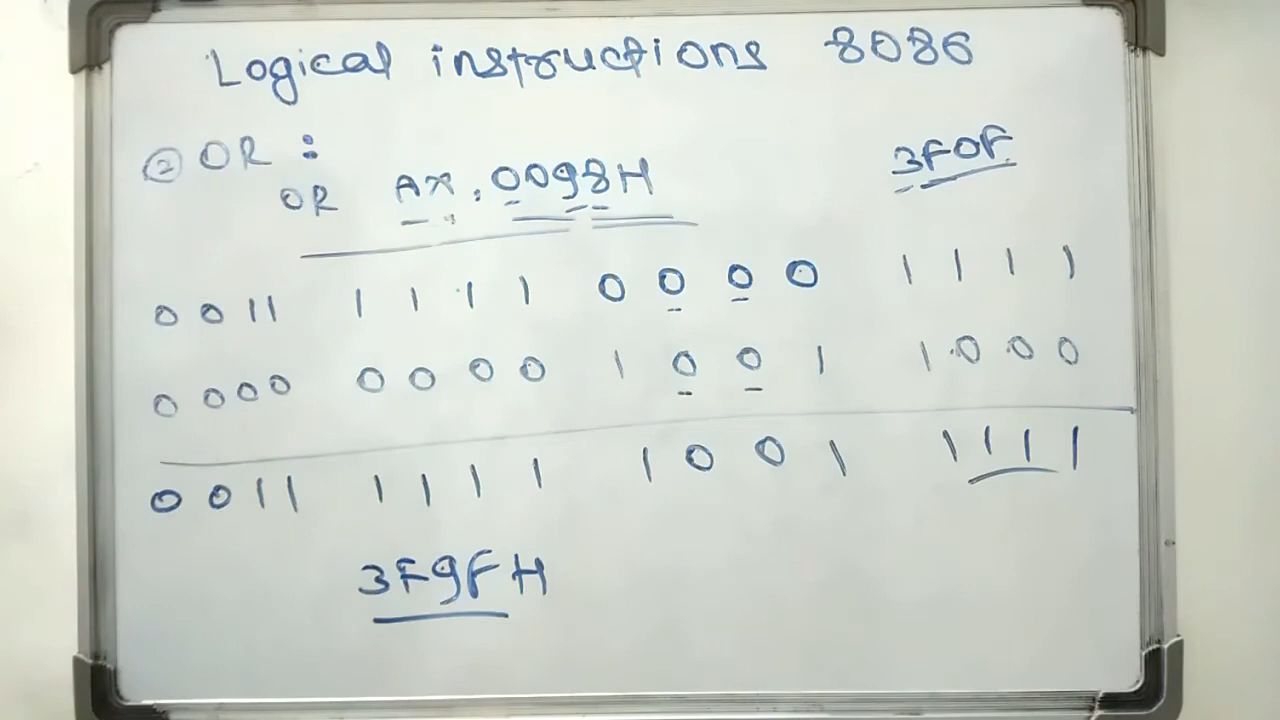 Logical instructions 8086
② OR :
OR AX, 0098H 3F0F
0011 1111 0000 1111
0000 0000 1001 1000
0011 1111 1001 1111
3F9FH